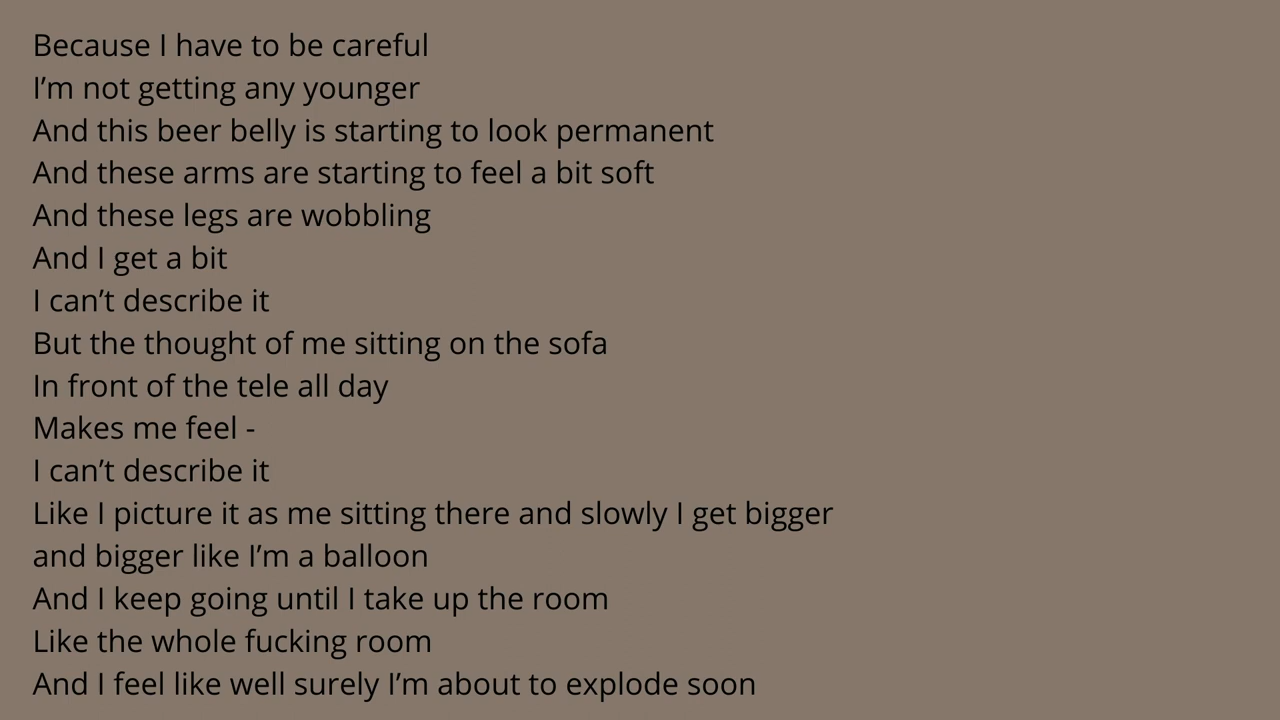 Because I have to be careful
I’m not getting any younger
And this beer belly is starting to look permanent
And these arms are starting to feel a bit soft
And these legs are wobbling
And I get a bit
I can’t describe it
But the thought of me sitting on the sofa
In front of the tele all day
Makes me feel -
I can’t describe it
Like I picture it as me sitting there and slowly I get bigger
and bigger like I’m a balloon
And I keep going until I take up the room
Like the whole fucking room
And I feel like well surely I’m about to explode soon